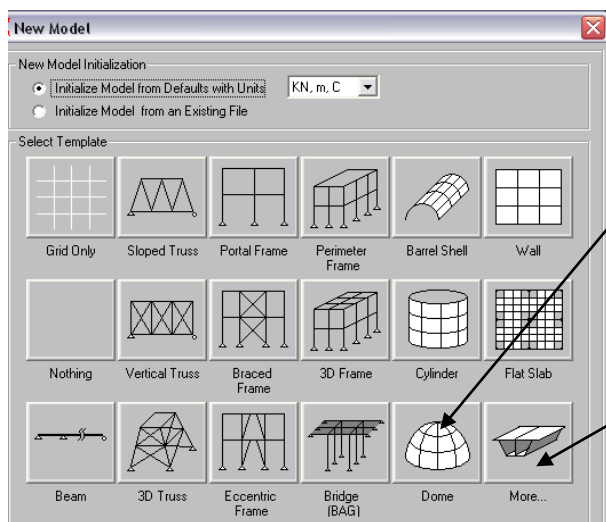 New Model
New Model Initialization
Initialize Model from Defaults with Units
KN, m, C
Initialize Model from an Existing File
Select Template
Grid Only
Sloped Truss
Portal Frame
Perimeter
Frame
Barrel Shell
Wall
Nothing
Vertical Truss
Braced
Frame
3D Frame
Cylinder
Flat Slab
Beam
3D Truss
Eccentric
Frame
Bridge
(BAG)
Dome
More...